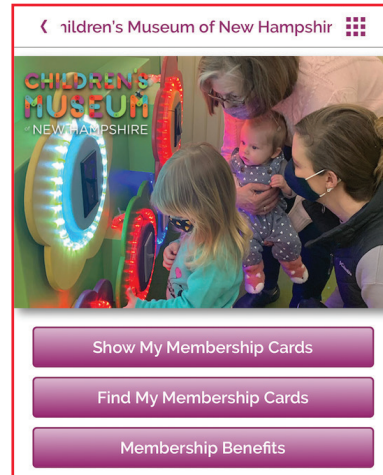 hildren's Museum of New Hampshir
CHILDREN'S
MUSEUM
OF
NEW HAMPSHIRE
Show My Membership Cards
Find My Membership Cards
Membership Benefits